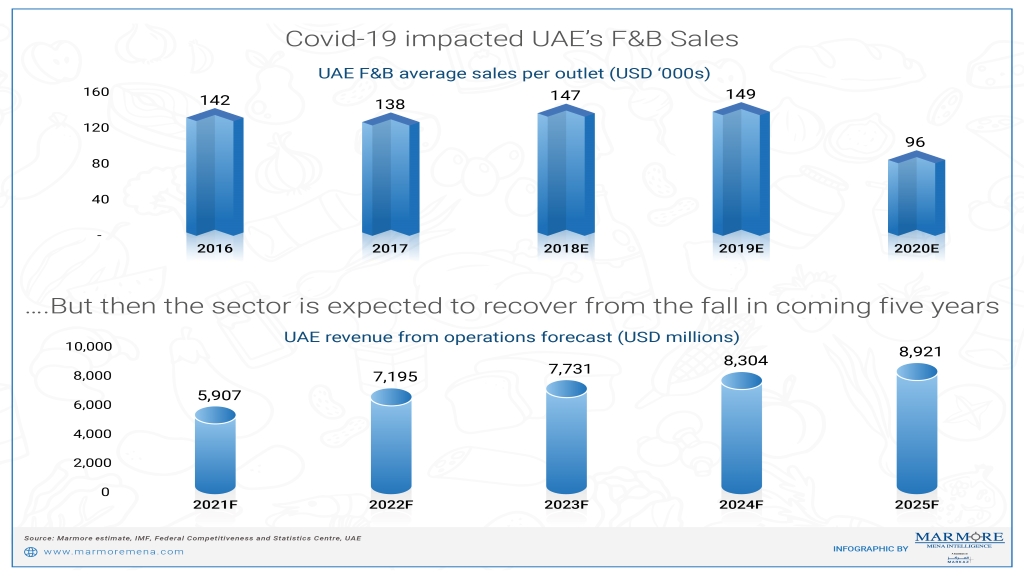 Covid-19 impacted UAE’s F&B Sales
UAE F&B average sales per outlet (USD ‘000s)
160
120
80
40
-
142
138
147
149
96
2016
2017
2018E
2019E
2020E
....But then the sector is expected to recover from the fall in coming five years
UAE revenue from operations forecast (USD millions)
10,000
8,000
6,000
4,000
2,000
0
5,907
7,195
7,731
8,304
8,921
2021F
2022F
2023F
2024F
2025F
Source: Marmore estimate, IMF, Federal Competitiveness and Statistics Centre, UAE
www.marmoremena.com
INFOGRAPHIC BY
MARMORE
MENA INTELLIGENCE
MARKAZ